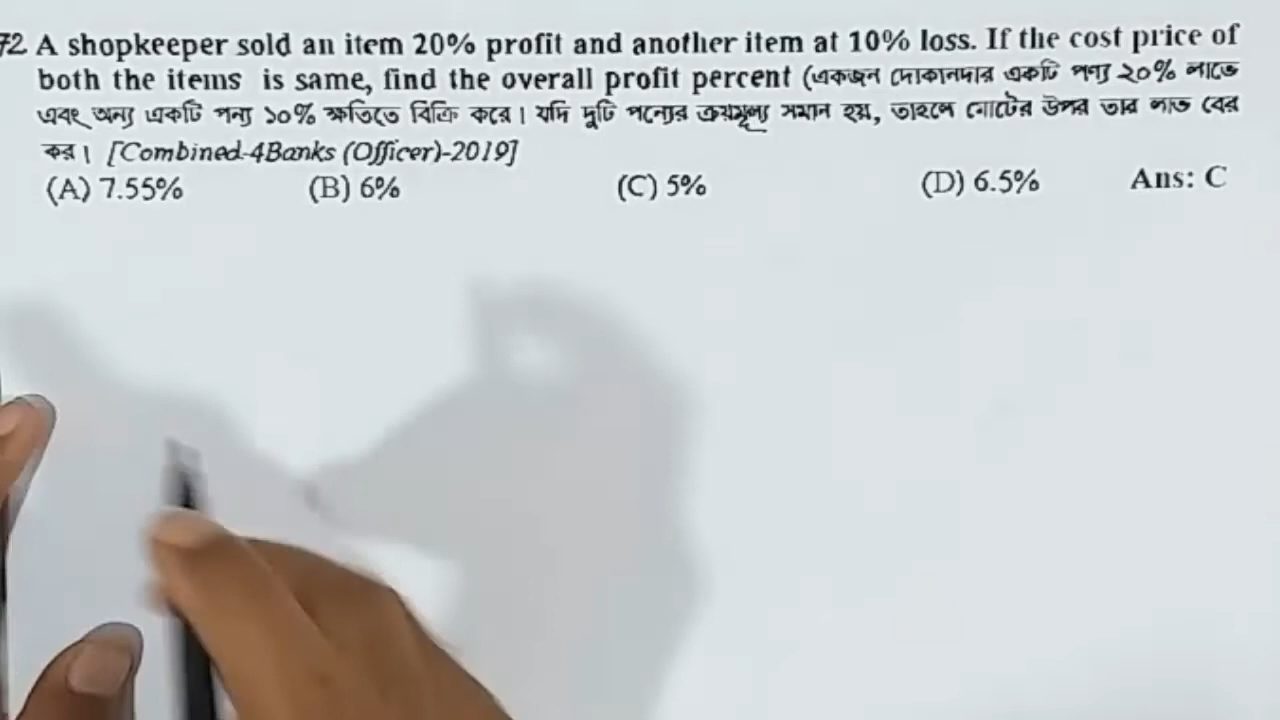 72 A shopkeeper sold an item 20% profit and another item at 10% loss. If the cost price of
both the items is same, find the overall profit percent (একজন দোকানদার একটি পণ্য ২০% লাভে
এবং অন্য একটি পন্য ১০% ক্ষতিতে বিক্রি করে। যদি দুটি পন্যের ক্রয়মূল্য সমান হয়, তাহলে মোটের উপর তার লাভ বের
কর। [Combined-4Banks (Officer)-2019]
(A) 7.55% (B) 6% (C) 5% (D) 6.5% Ans: C